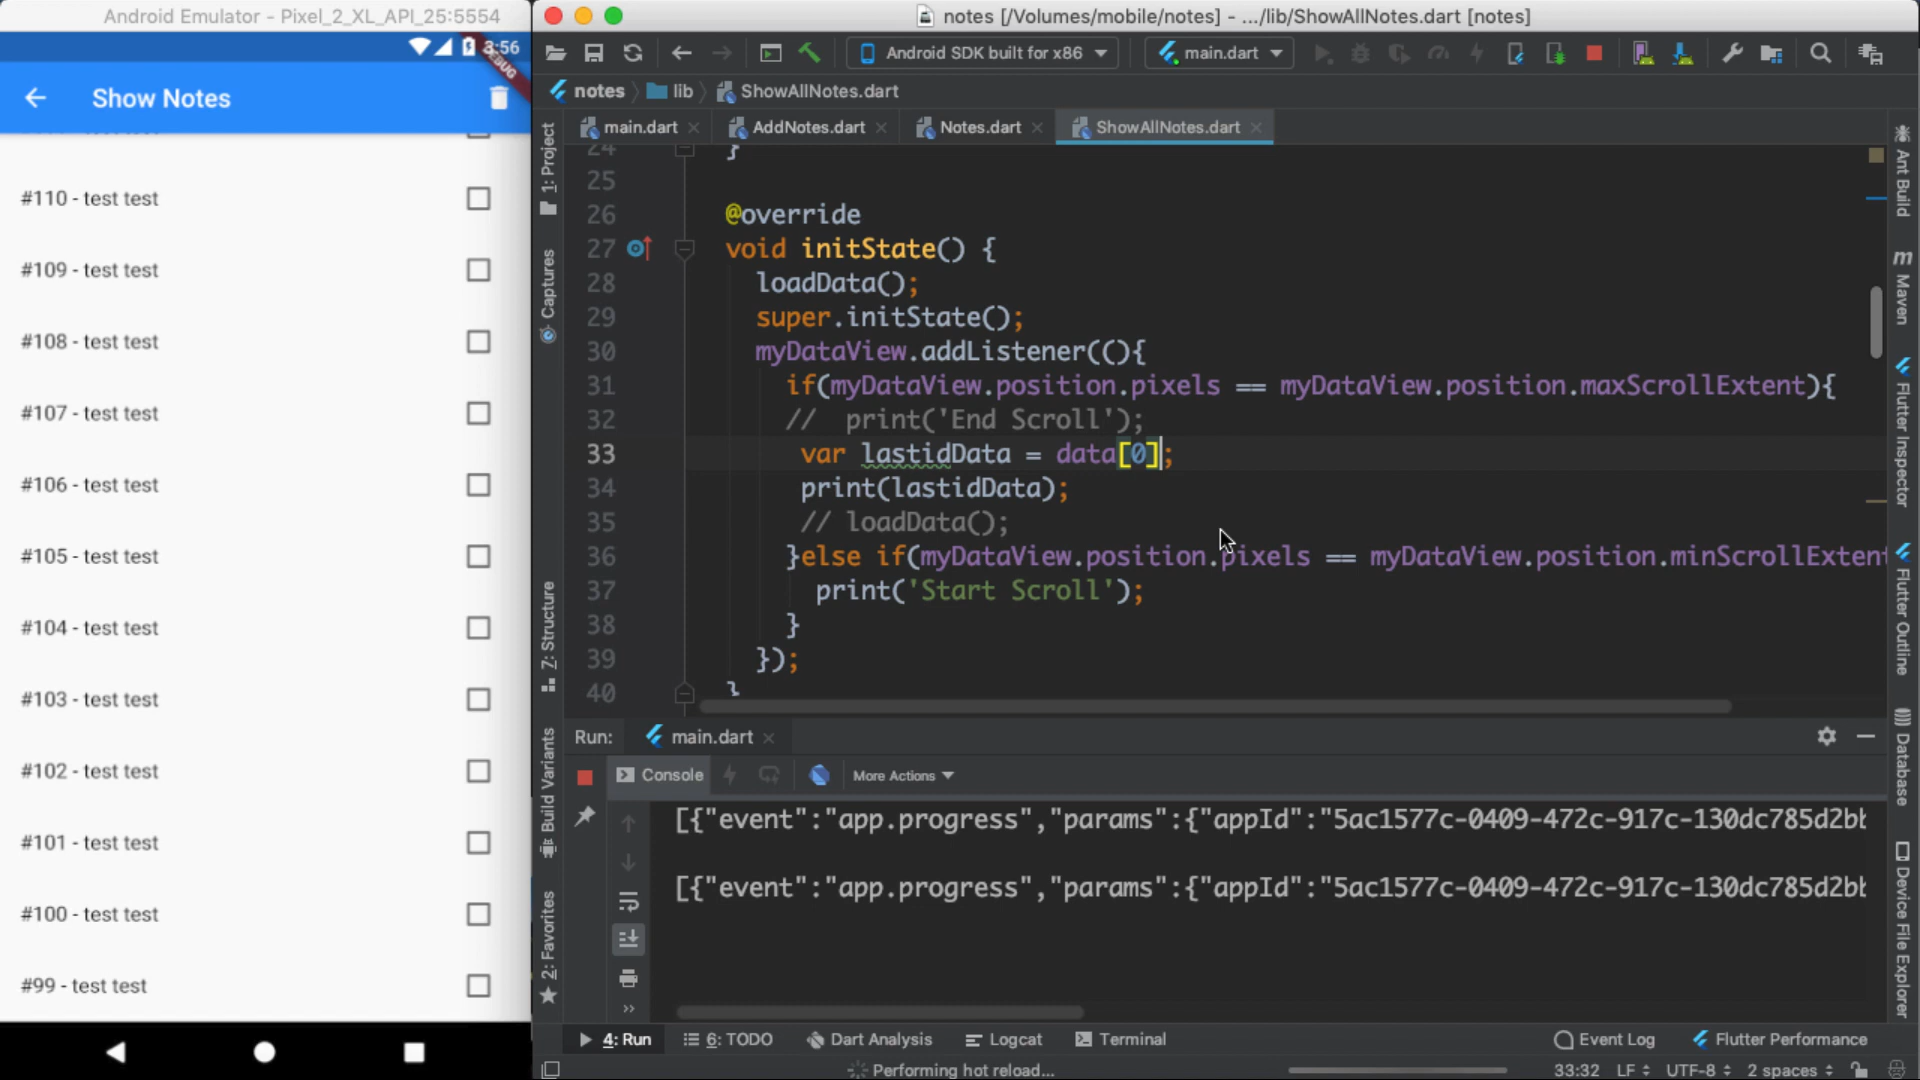 Android Emulator - Pixel_2_XL_API_25:5554
3:56
DEBUG
Show Notes
#110 - test test
#109 - test test
#108 - test test
#107 - test test
#106 - test test
#105 - test test
#104 - test test
#103 - test test
#102 - test test
#101 - test test
#100 - test test
#99 - test test
notes [/Volumes/mobile/notes] - .../lib/ShowAllNotes.dart [notes]
Android SDK built for x86
main.dart
notes
lib
ShowAllNotes.dart
main.dart
AddNotes.dart
Notes.dart
ShowAllNotes.dart
24 }
25
26 @override
27 void initState() {
28 loadData();
29 super.initState();
30 myDataView.addListener((){
31 if(myDataView.position.pixels == myDataView.position.maxScrollExtent){
32 // print('End Scroll');
33 var lastidData = data[0];
34 print(lastidData);
35 // loadData();
36 }else if(myDataView.position.pixels == myDataView.position.minScrollExtent
37 print('Start Scroll');
38 }
39 });
40 }
1: Project
Captures
7: Structure
Build Variants
2: Favorites
Ant Build
m Maven
Flutter Inspector
Flutter Outline
Database
Device File Explorer
Run:
main.dart
Console
More Actions
[{"event":"app.progress","params":{"appId":"5ac1577c-0409-472c-917c-130dc785d2bb
[{"event":"app.progress","params":{"appId":"5ac1577c-0409-472c-917c-130dc785d2bb
4: Run
6: TODO
Dart Analysis
Logcat
Terminal
Event Log
Flutter Performance
Performing hot reload...
33:32
LF
UTF-8
2 spaces